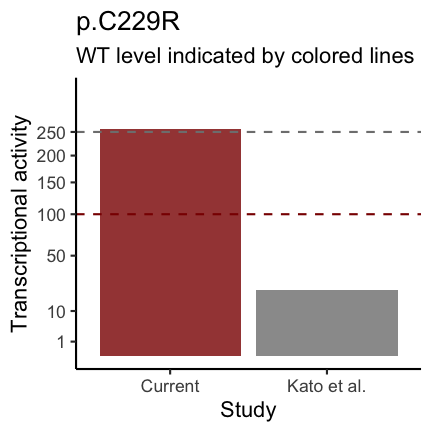 p.C229R
WT level indicated by colored lines
Transcriptional activity
250
200
150
100
50
10
1
Current
Kato et al.
Study